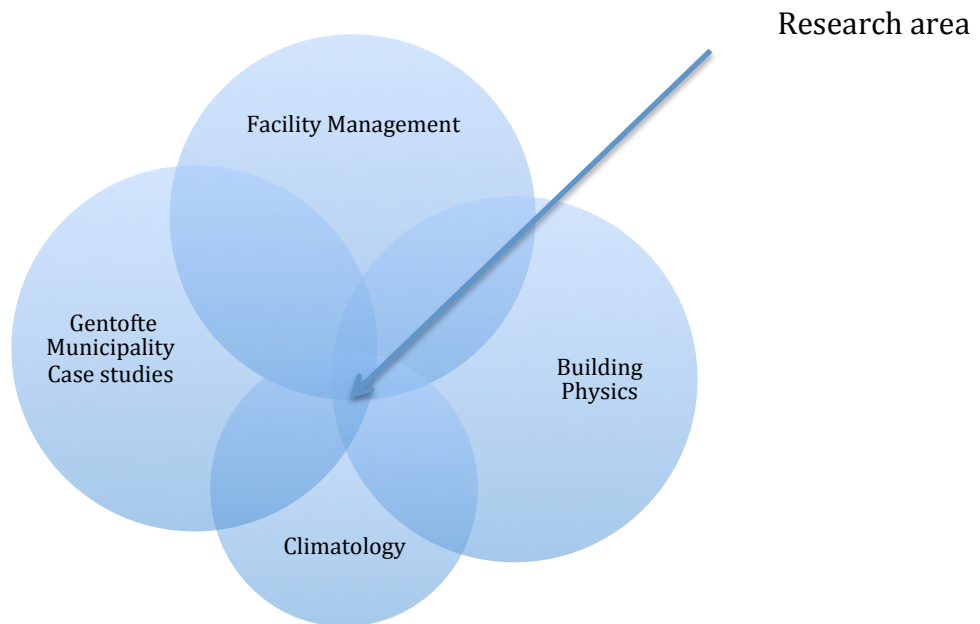 Research area
Facility Management
Gentofte
Municipality
Case studies
Building
Physics
Climatology